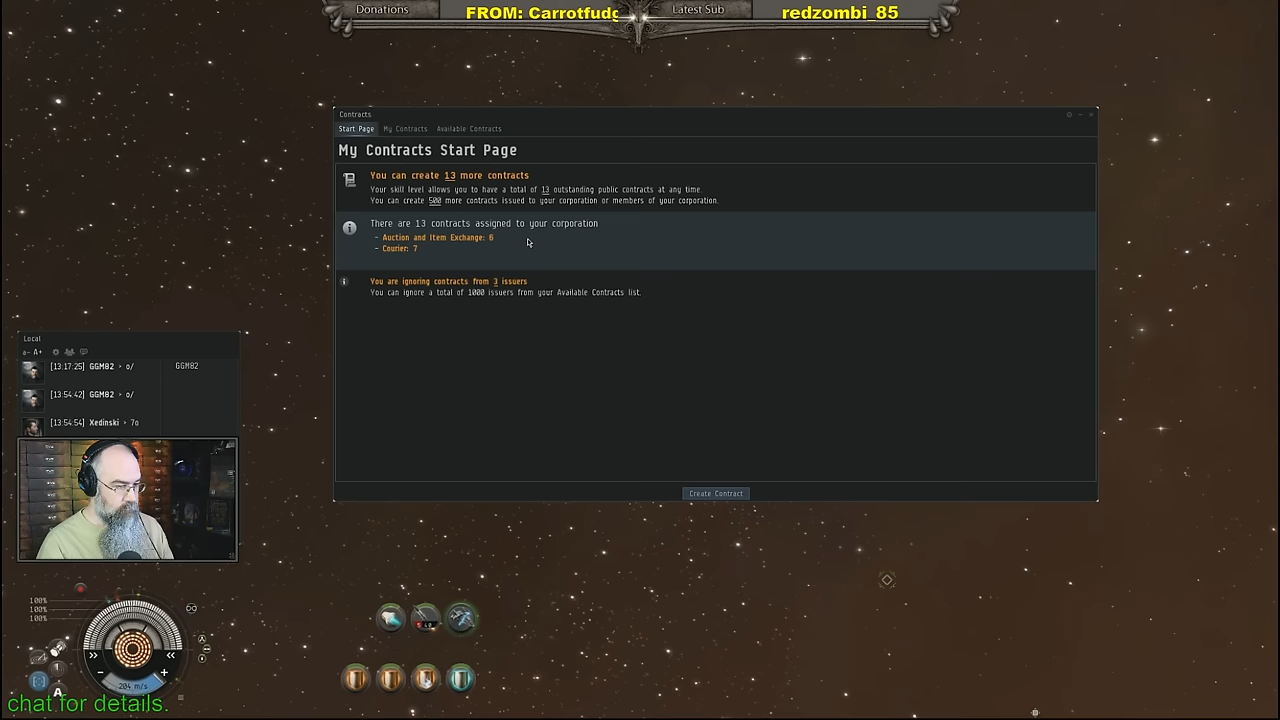 Donations
FROM: Carrotfudg
Latest Sub
redzombi_85
Contracts
Start Page
My Contracts
Available Contracts
My Contracts Start Page
You can create 13 more contracts
Your skill level allows you to have a total of 13 outstanding public contracts at any time.
You can create 500 more contracts issued to your corporation or members of your corporation.
There are 13 contracts assigned to your corporation
- Auction and Item Exchange: 6
- Courier: 7
You are ignoring contracts from 3 issuers
You can ignore a total of 1000 issuers from your Available Contracts list.
Create Contract
Local
a- A+
[13:17:25] GGM82 > o/
GGM82
[13:54:42] GGM82 > o/
[13:54:54] Xedinski > 7o
100%
100%
100%
204 m/s
A
chat for details.